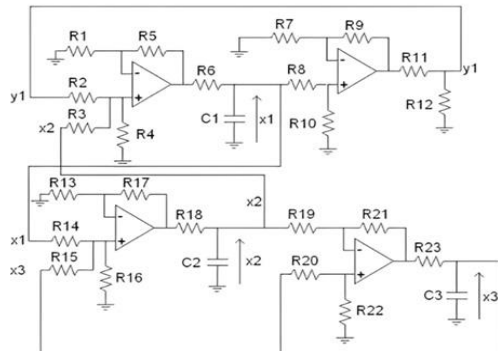 R7 R9
R1 R5
R6 R8 R11
y1 R2 y1
x2 R3 R4 C1 x1 R10 R12
R13 R17 x2
x1 R14 R18 R19 R21
x3 R15 R16 C2 x2 R20 R23
R22 C3 x3